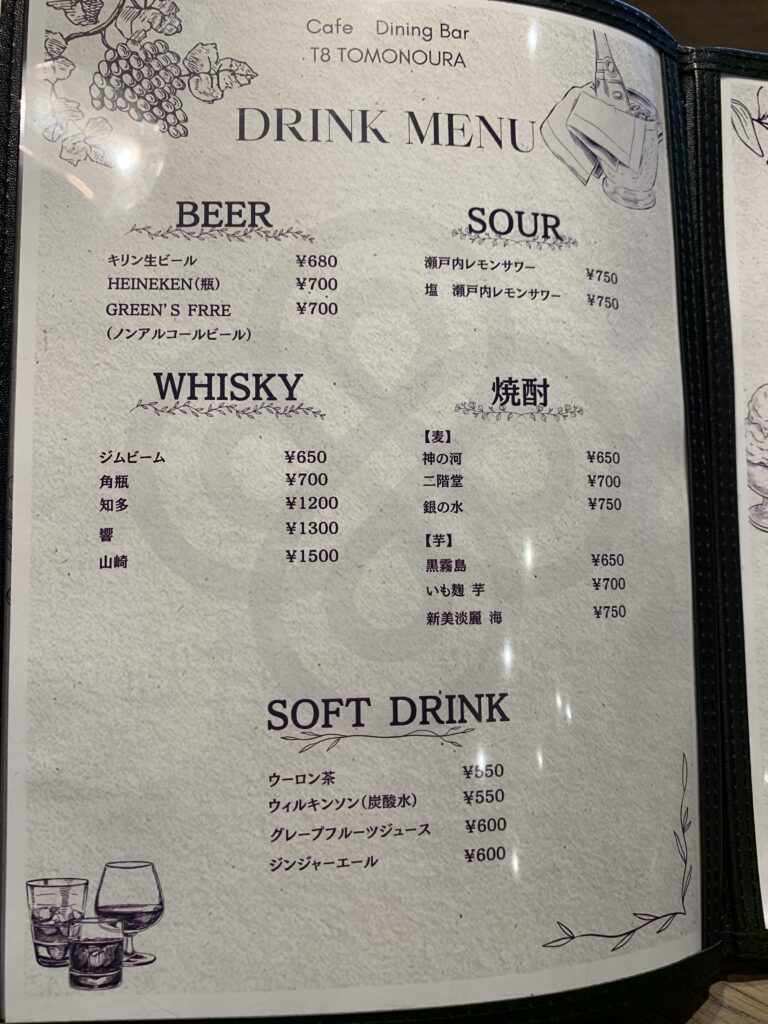 Cafe Dining Bar
T8 TOMONOURA
DRINK MENU
BEER
キリン生ビール ¥680
HEINEKEN(瓶) ¥700
GREEN'S FRRE ¥700
(ノンアルコールビール)
SOUR
瀬戸内レモンサワー ¥750
塩 瀬戸内レモンサワー ¥750
WHISKY
ジムビーム ¥650
角瓶 ¥700
知多 ¥1200
響 ¥1300
山崎 ¥1500
焼酎
【麦】
神の河 ¥650
二階堂 ¥700
銀の水 ¥750
【芋】
黒霧島 ¥650
いも麹 芋 ¥700
新美淡麗 海 ¥750
SOFT DRINK
ウーロン茶 ¥550
ウィルキンソン(炭酸水) ¥550
グレープフルーツジュース ¥600
ジンジャーエール ¥600